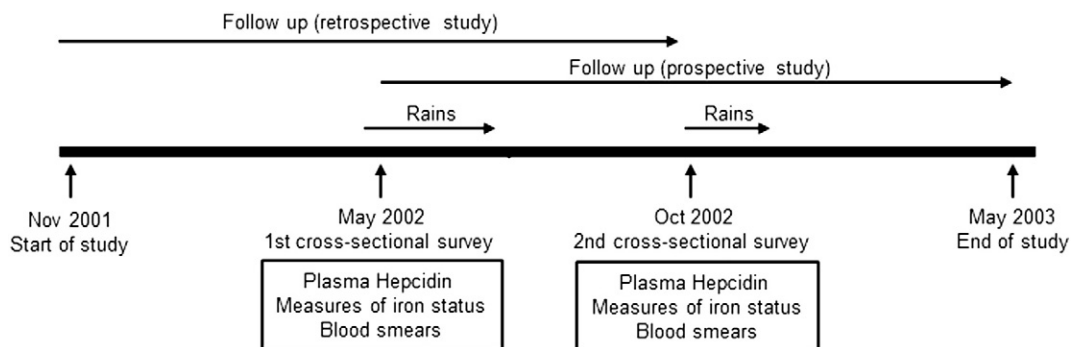 Follow up (retrospective study)
Follow up (prospective study)
Rains
Rains
Nov 2001
Start of study
May 2002
1st cross-sectional survey
Oct 2002
2nd cross-sectional survey
May 2003
End of study
Plasma Hepcidin
Measures of iron status
Blood smears
Plasma Hepcidin
Measures of iron status
Blood smears